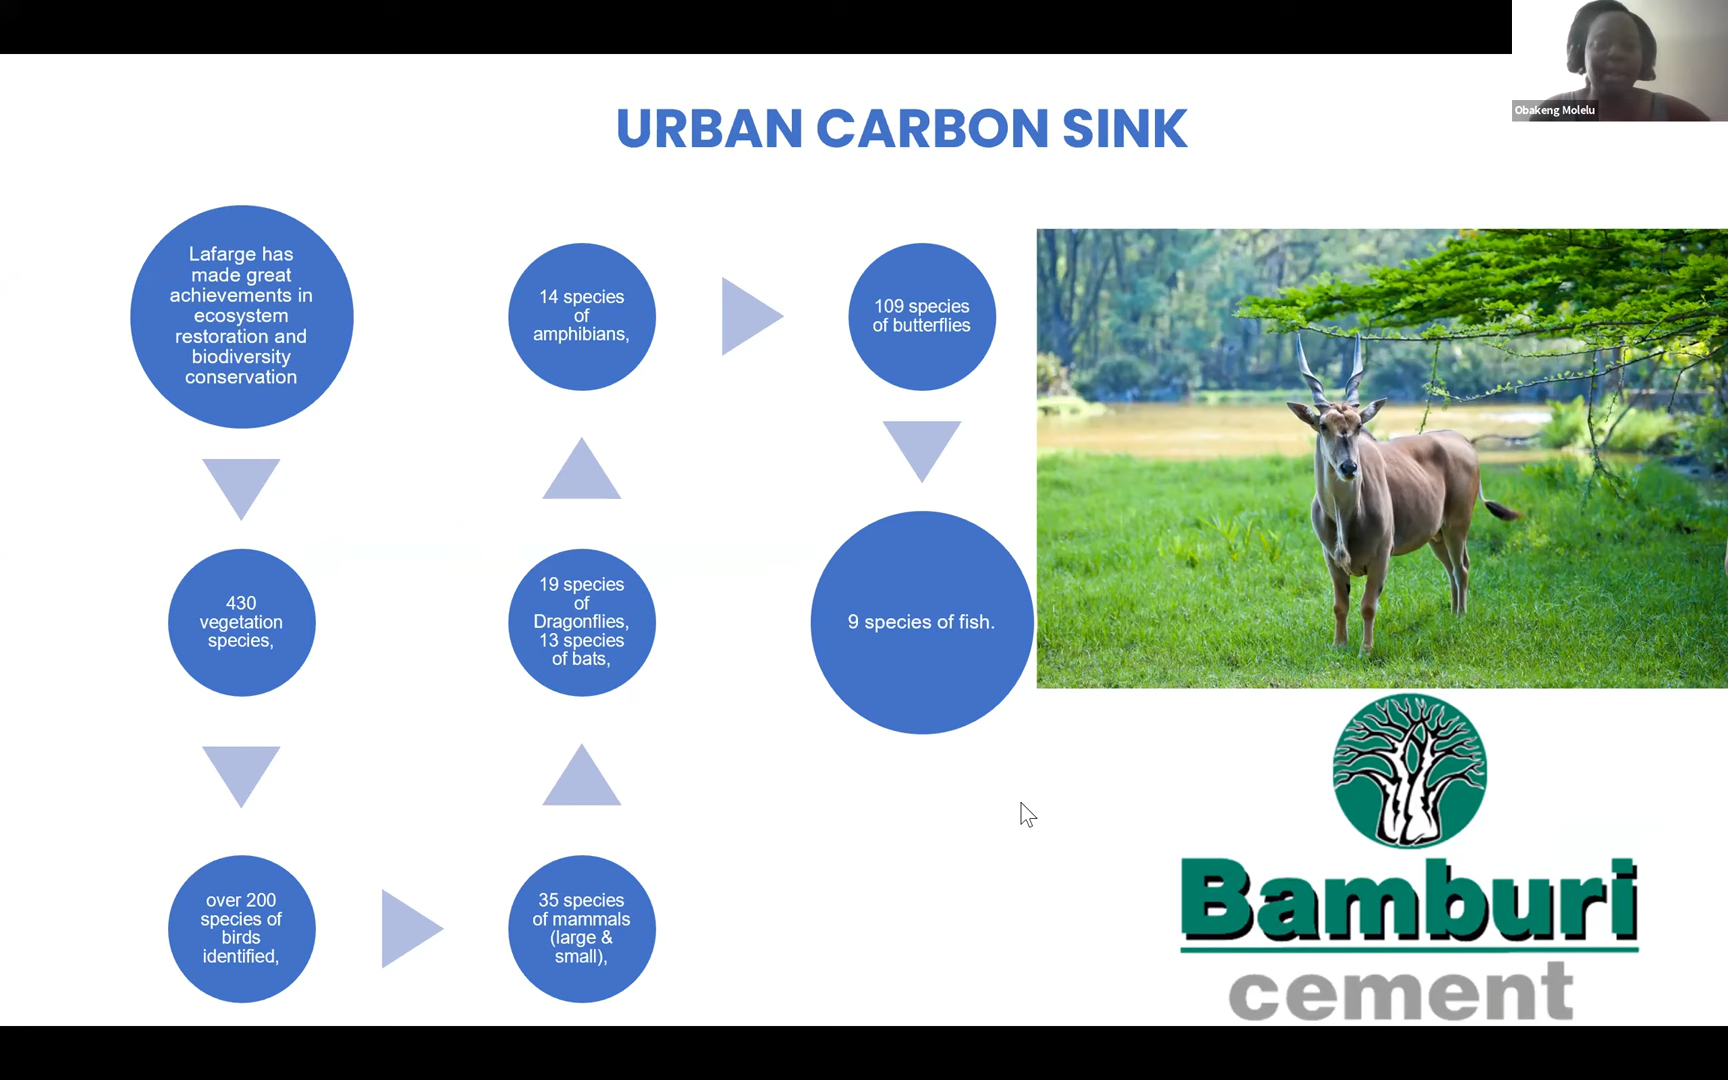 Obakeng Molelu
URBAN CARBON SINK
Lafarge has
made great
achievements in
ecosystem
restoration and
biodiversity
conservation
430
vegetation
species,
over 200
species of
birds
identified,
35 species
of mammals
(large &
small),
19 species
of
Dragonflies,
13 species
of bats,
14 species
of
amphibians,
109 species
of butterflies
9 species of fish.
Bamburi
cement